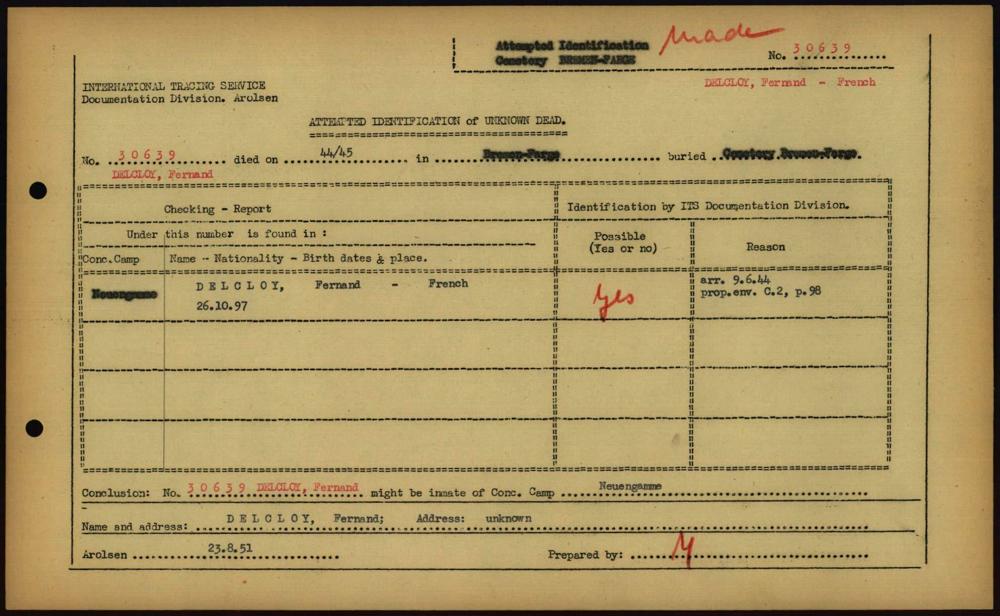 Attempted Identification
Cemetery BREMEN-FARGE
made
No. 30639
DELCLOY, Fernand - French
INTERNATIONAL TRACING SERVICE
Documentation Division. Arolsen
ATTEMPTED IDENTIFICATION of UNKNOWN DEAD.
No. 30639 died on 44/45 in Bremen-Farge buried Cemetery Bremen-Farge.
DELCLOY, Fernand
Checking - Report
Identification by ITS Documentation Division.
Under this number is found in :
Possible
(Yes or no)
Reason
Conc.Camp Name - Nationality - Birth dates & place.
Neuengamme
DELCLOY, Fernand - French
26.10.97
yes
arr. 9.6.44
prop.env. C.2, p.98
Conclusion: No. 30639 DELCLOY, Fernand might be inmate of Conc. Camp Neuengamme
Name and address: DELCLOY, Fernand; Address: unknown
Arolsen 23.8.51 Prepared by: